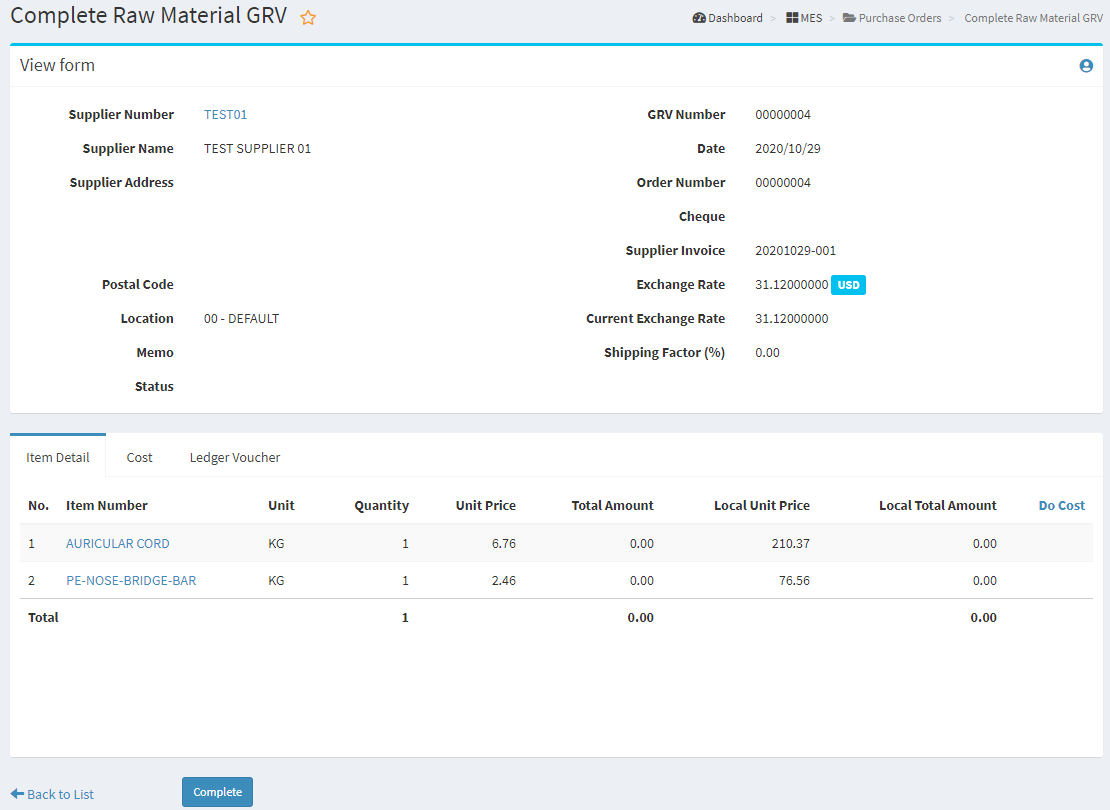 Complete Raw Material GRV
Dashboard > MES > Purchase Orders > Complete Raw Material GRV
View form
Supplier Number TEST01 GRV Number 00000004
Supplier Name TEST SUPPLIER 01 Date 2020/10/29
Supplier Address Order Number 00000004
Cheque
Supplier Invoice 20201029-001
Postal Code Exchange Rate 31.12000000 USD
Location 00 - DEFAULT Current Exchange Rate 31.12000000
Memo Shipping Factor (%) 0.00
Status
Item Detail Cost Ledger Voucher
No. Item Number Unit Quantity Unit Price Total Amount Local Unit Price Local Total Amount Do Cost
1 AURICULAR CORD KG 1 6.76 0.00 210.37 0.00
2 PE-NOSE-BRIDGE-BAR KG 1 2.46 0.00 76.56 0.00
Total 1 0.00 0.00
Back to List Complete